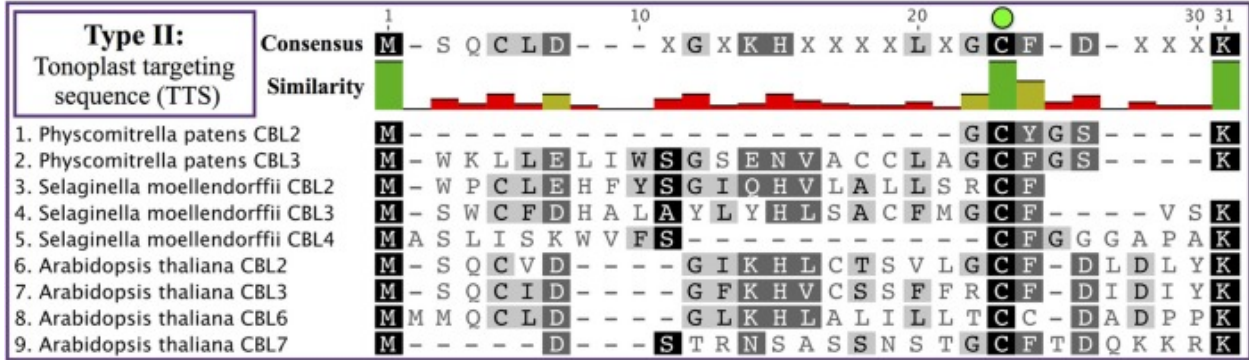 Type II:
Tonoplast targeting
sequence (TTS)
1 10 20 30 31
Consensus M - S Q C L D - - - X G X K H X X X X L X G C F - D - X X X K
Similarity
1. Physcomitrella patens CBL2 M - - - - - - - - - - - - - - - - - - - - G C Y G S - - - - K
2. Physcomitrella patens CBL3 M - W K L L E L I W S G S E N V A C C L A G C F G S - - - - K
3. Selaginella moellendorffii CBL2 M - W P C L E H F Y S G I Q H V L A L L S R C F
4. Selaginella moellendorffii CBL3 M - S W C F D H A L A Y L Y H L S A C F M G C F - - - - V S K
5. Selaginella moellendorffii CBL4 M A S L I S K W V F S - - - - - - - - - - - C F G G G A P A K
6. Arabidopsis thaliana CBL2 M - S Q C V D - - - - G I K H L C T S V L G C F - D L D L Y K
7. Arabidopsis thaliana CBL3 M - S Q C I D - - - - G F K H V C S S F F R C F - D I D I Y K
8. Arabidopsis thaliana CBL6 M M M Q C L D - - - - G L K H L A L I L L T C C - D A D P P K
9. Arabidopsis thaliana CBL7 M - - - - - D - - - S T R N S A S S N S T G C F T D Q K K R K